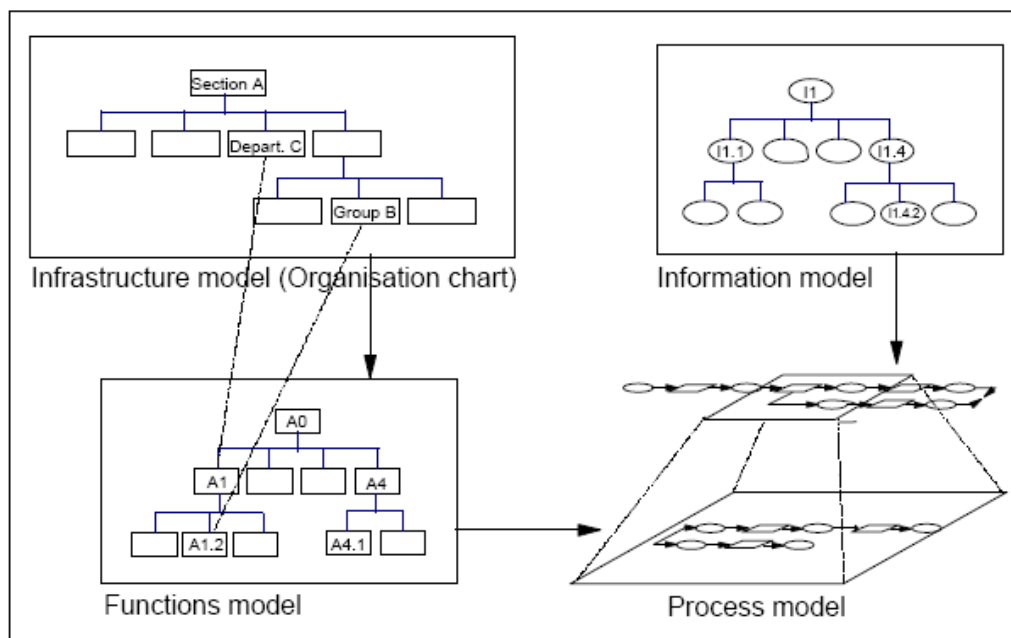 Section A
Depart. C
Group B
Infrastructure model (Organisation chart)
I1
I1.1
I1.4
I1.4.2
Information model
A0
A1
A4
A1.2
A4.1
Functions model
Process model